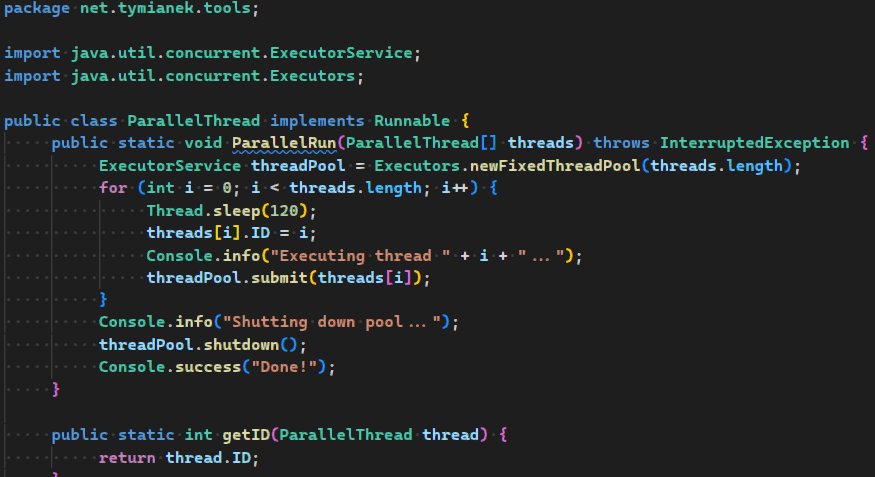 package net.tymianek.tools;
import java.util.concurrent.ExecutorService;
import java.util.concurrent.Executors;
public class ParallelThread implements Runnable {
public static void ParallelRun(ParallelThread[] threads) throws InterruptedException {
ExecutorService threadPool = Executors.newFixedThreadPool(threads.length);
for (int i = 0; i < threads.length; i++) {
Thread.sleep(120);
threads[i].ID = i;
Console.info("Executing thread " + i + "...");
threadPool.submit(threads[i]);
}
Console.info("Shutting down pool...");
threadPool.shutdown();
Console.success("Done!");
}
public static int getID(ParallelThread thread) {
return thread.ID;
}